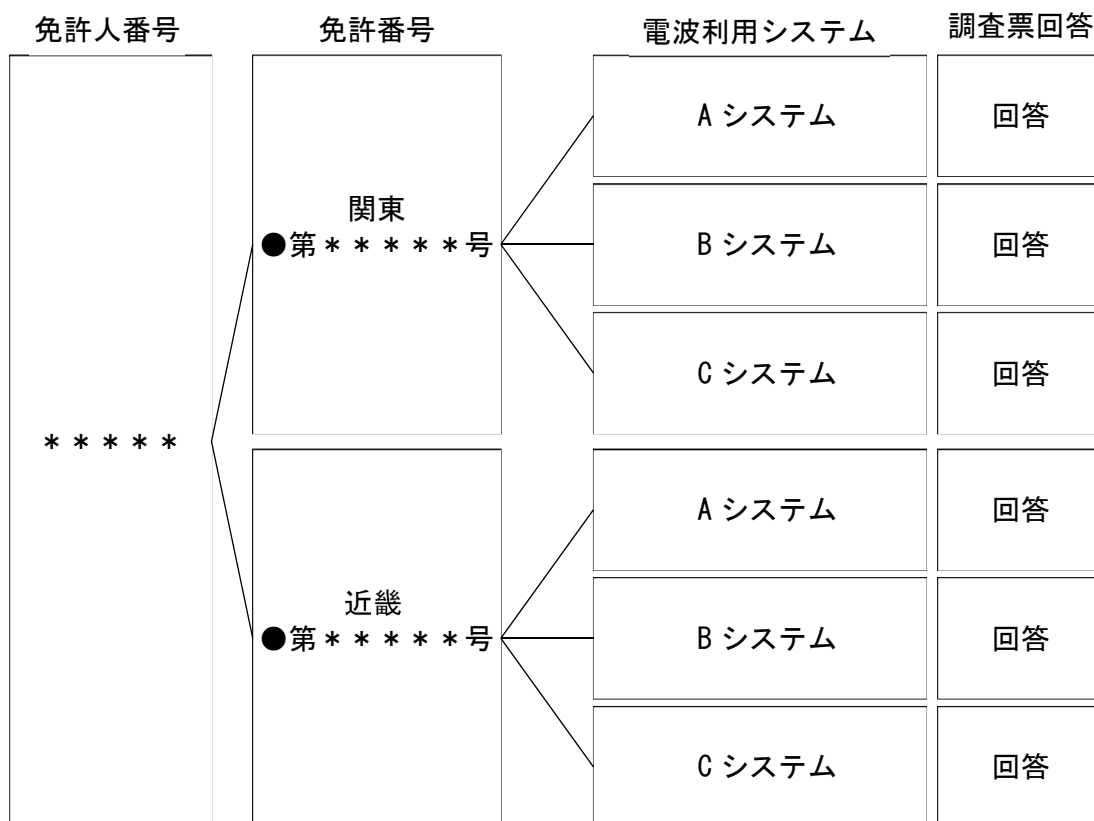 免許人番号
免許番号
電波利用システム
調査票回答
*****
関東
●第*****号
A システム
回答
B システム
回答
C システム
回答
近畿
●第*****号
A システム
回答
B システム
回答
C システム
回答